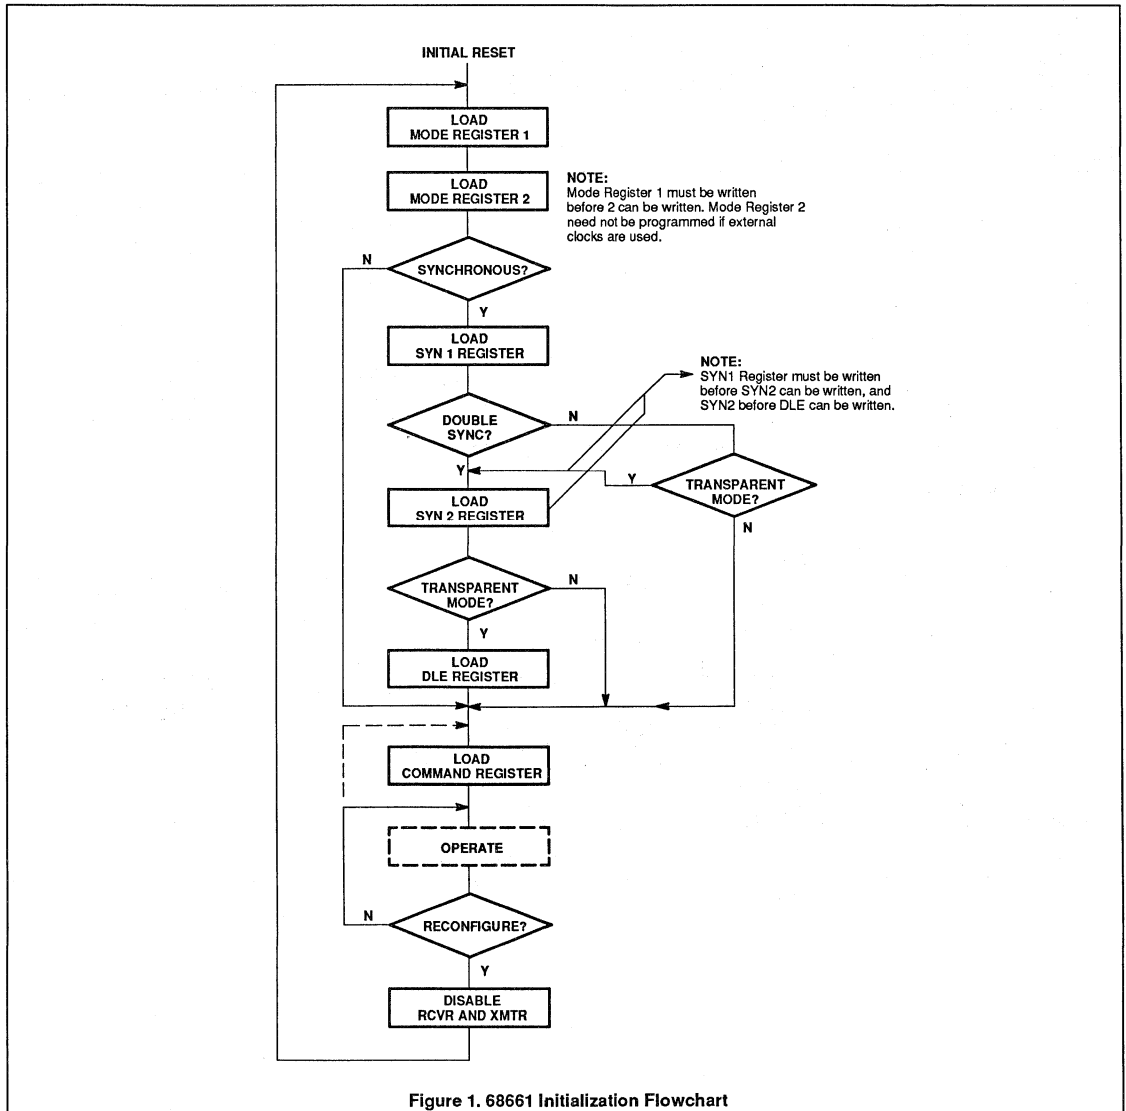 INITIAL RESET
LOAD
MODE REGISTER 1
LOAD
MODE REGISTER 2
NOTE:
Mode Register 1 must be written
before 2 can be written. Mode Register 2
need not be programmed if external
clocks are used.
N
SYNCHRONOUS?
Y
LOAD
SYN 1 REGISTER
NOTE:
SYN1 Register must be written
before SYN2 can be written, and
SYN2 before DLE can be written.
DOUBLE
SYNC?
N
Y
Y
TRANSPARENT
MODE?
N
LOAD
SYN 2 REGISTER
TRANSPARENT
MODE?
N
Y
LOAD
DLE REGISTER
LOAD
COMMAND REGISTER
OPERATE
N
RECONFIGURE?
Y
DISABLE
RCVR AND XMTR
Figure 1. 68661 Initialization Flowchart